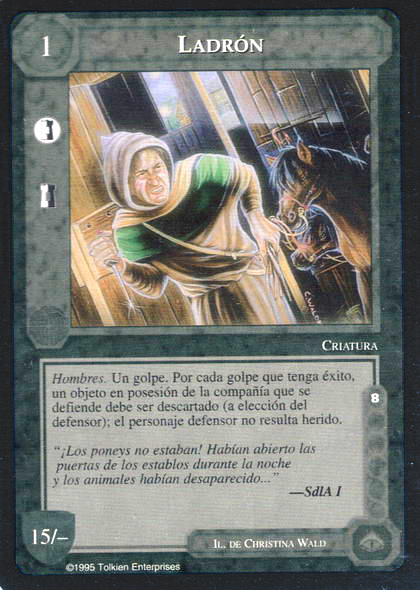 1
LADRÓN
C.WALD
CRIATURA
Hombres. Un golpe. Por cada golpe que tenga éxito,
un objeto en posesión de la compañía que se
defiende debe ser descartado (a elección del
defensor); el personaje defensor no resulta herido.
8
“¡Los poneys no estaban! Habían abierto las
puertas de los establos durante la noche
y los animales habían desaparecido...”
—SdlA I
15/–
IL. DE CHRISTINA WALD
©1995 Tolkien Enterprises